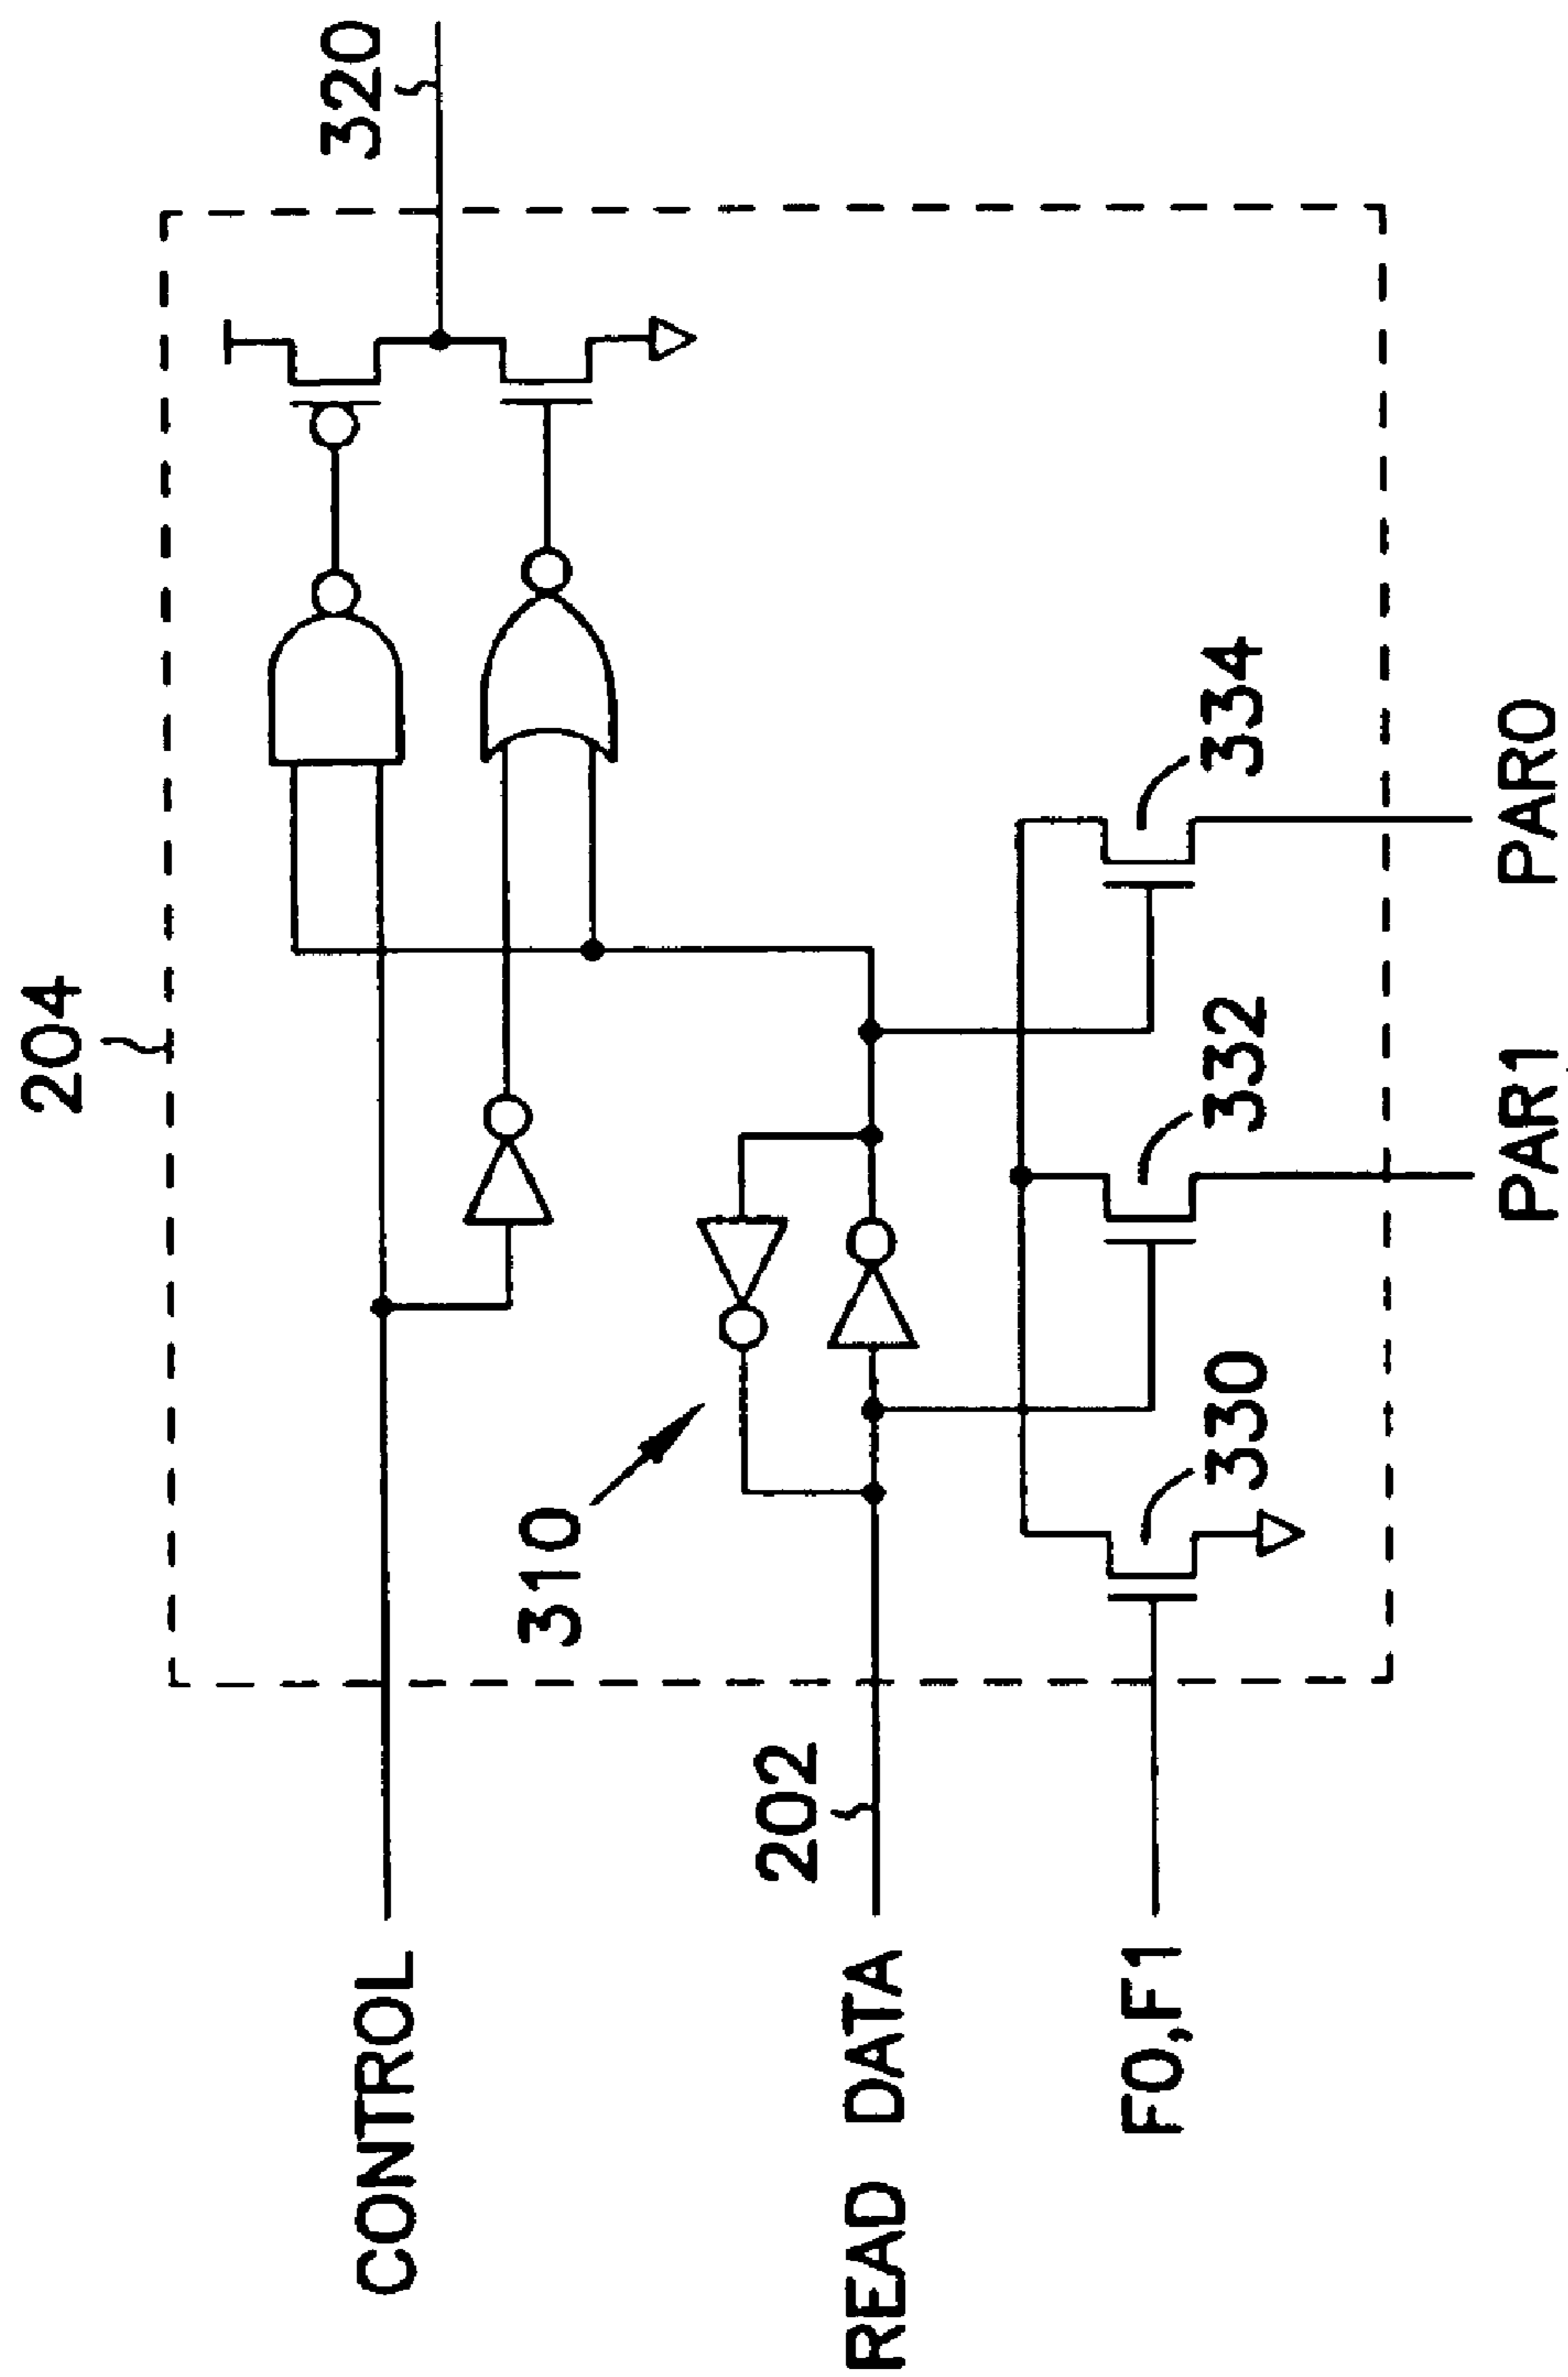 204
320
CONTROL
310
202
READ DATA
F0,F1
330
332
334
PAR1
PAR0